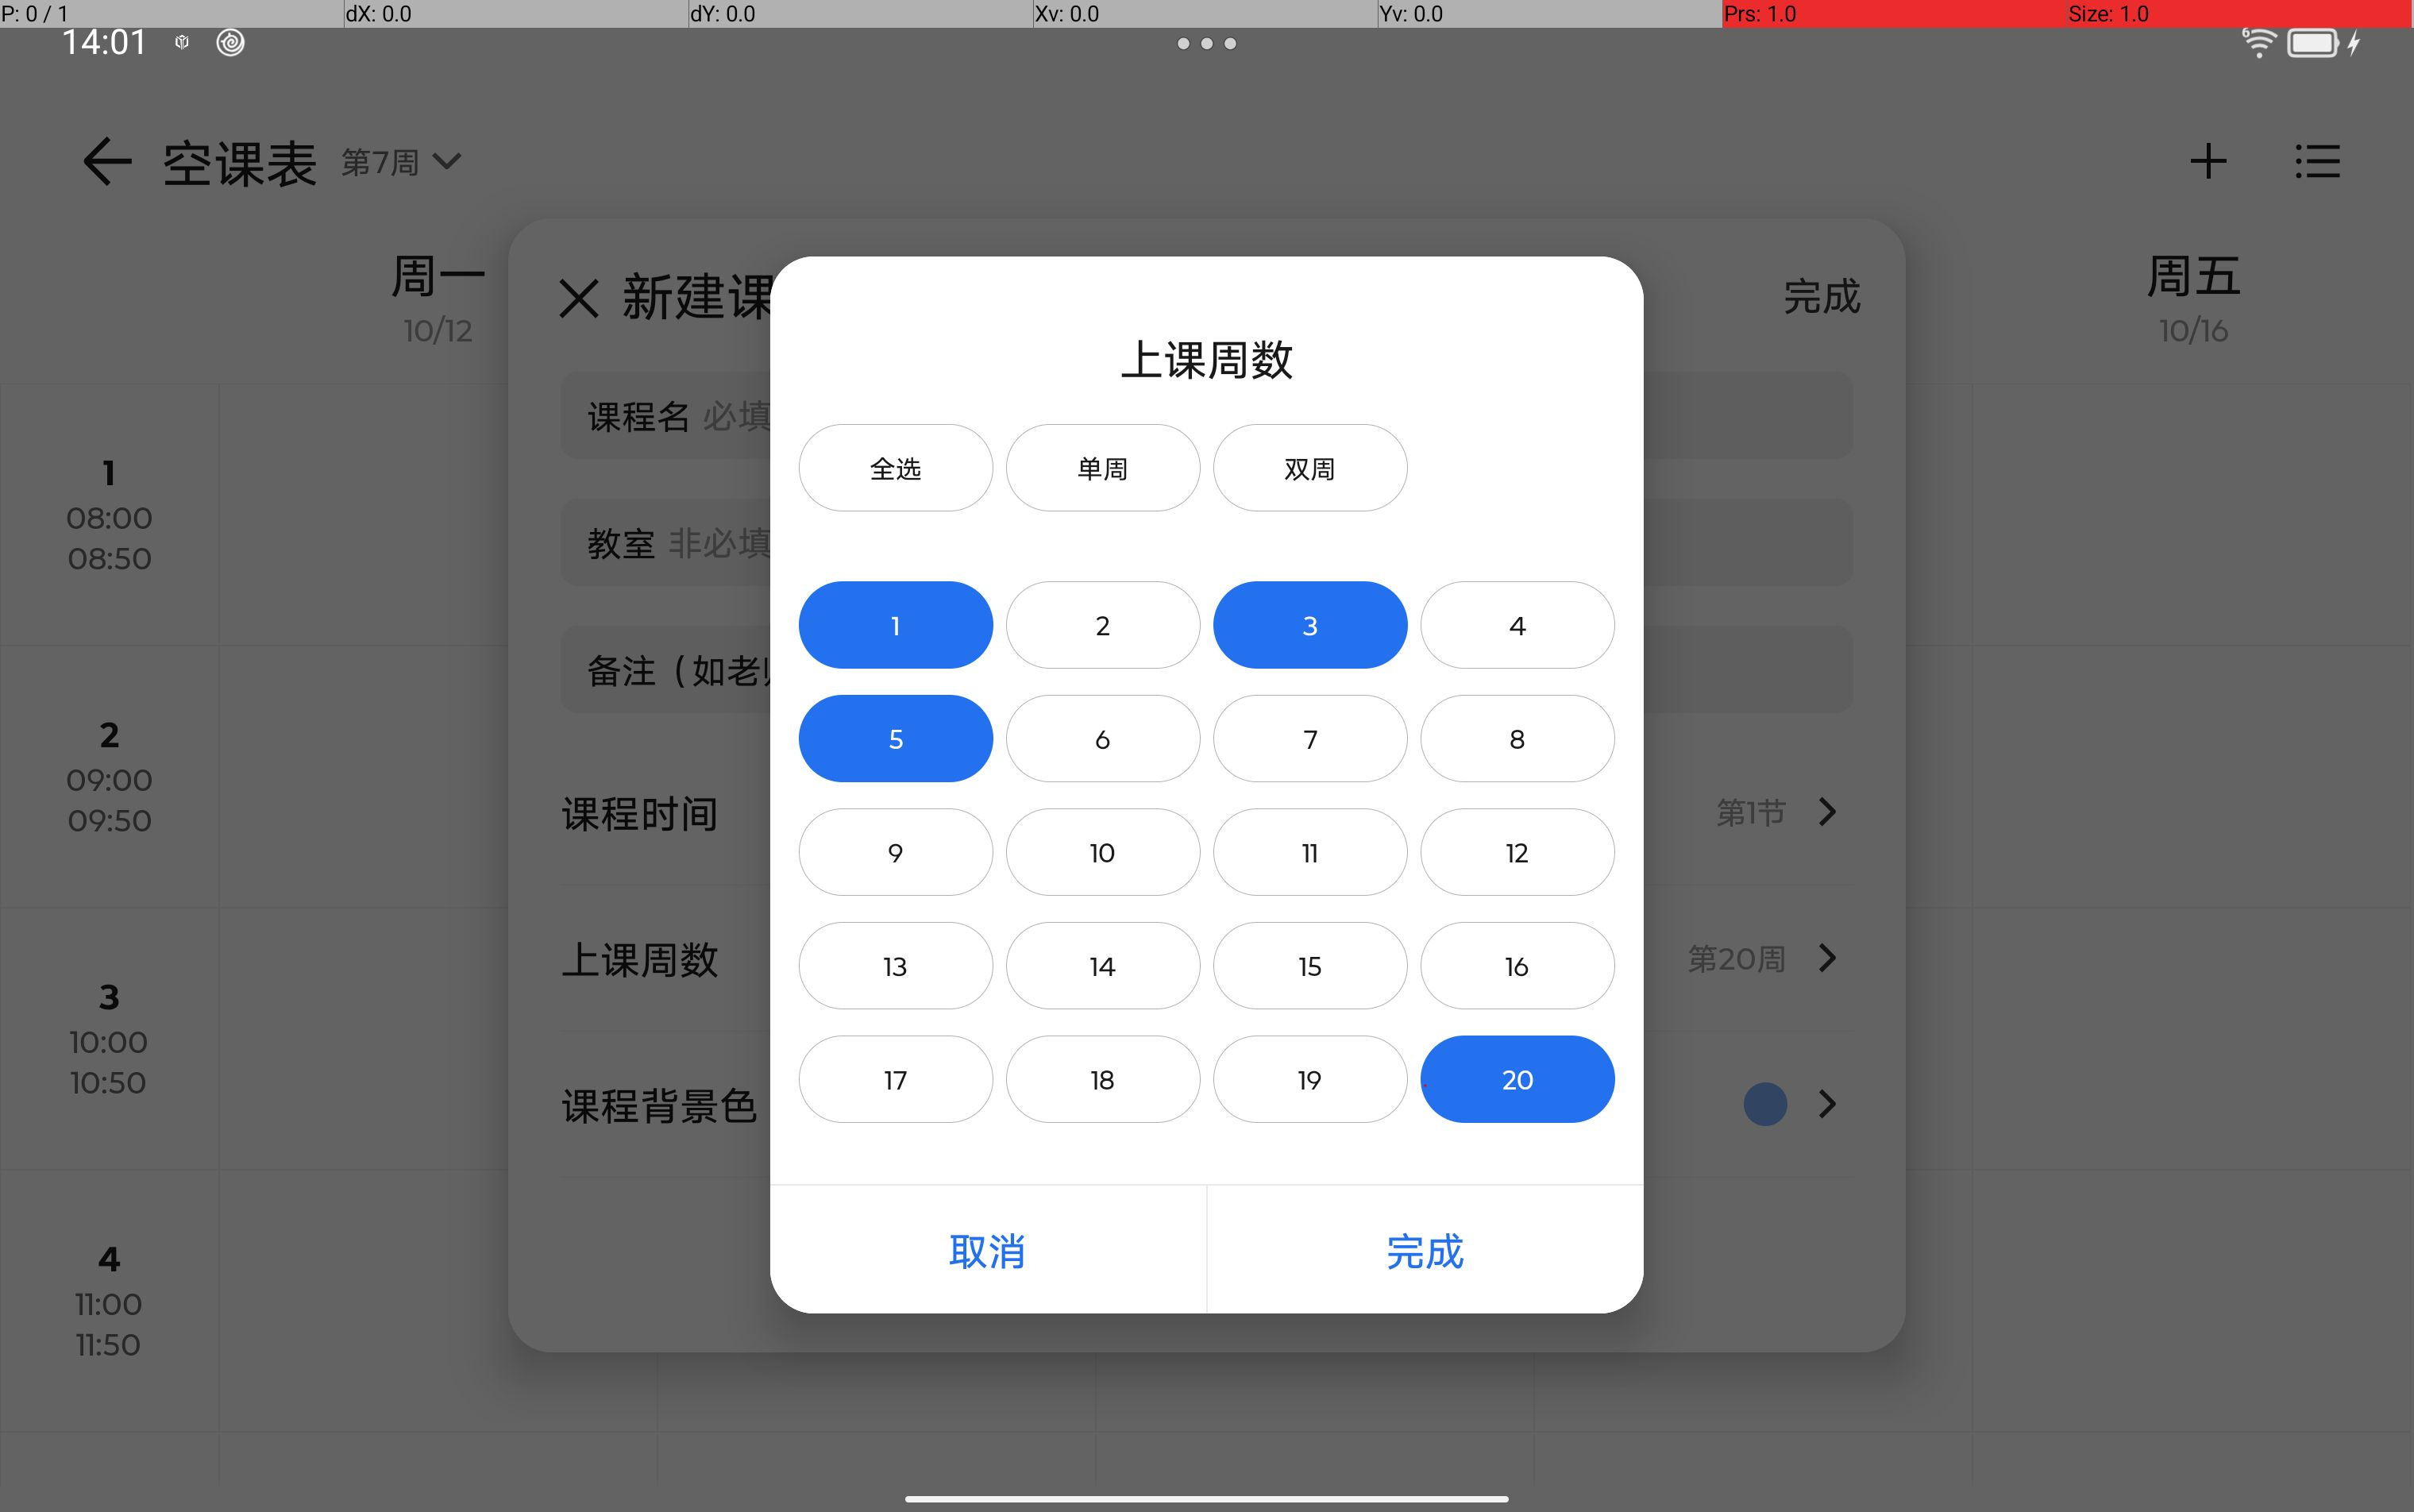 P: 0 / 1 dX: 0.0 dY: 0.0 Xv: 0.0 Yv: 0.0 Prs: 1.0 Size: 1.0
14:01 6
空课表 第7周
周一 周五
10/12 10/16
新建课 完成
上课周数
课程名 必填
全选 单周 双周
教室 非必填
备注（如老
1 2 3 4
5 6 7 8
9 10 11 12
13 14 15 16
17 18 19 20
取消 完成
课程时间 第1节
上课周数 第20周
课程背景色
1
08:00
08:50
2
09:00
09:50
3
10:00
10:50
4
11:00
11:50